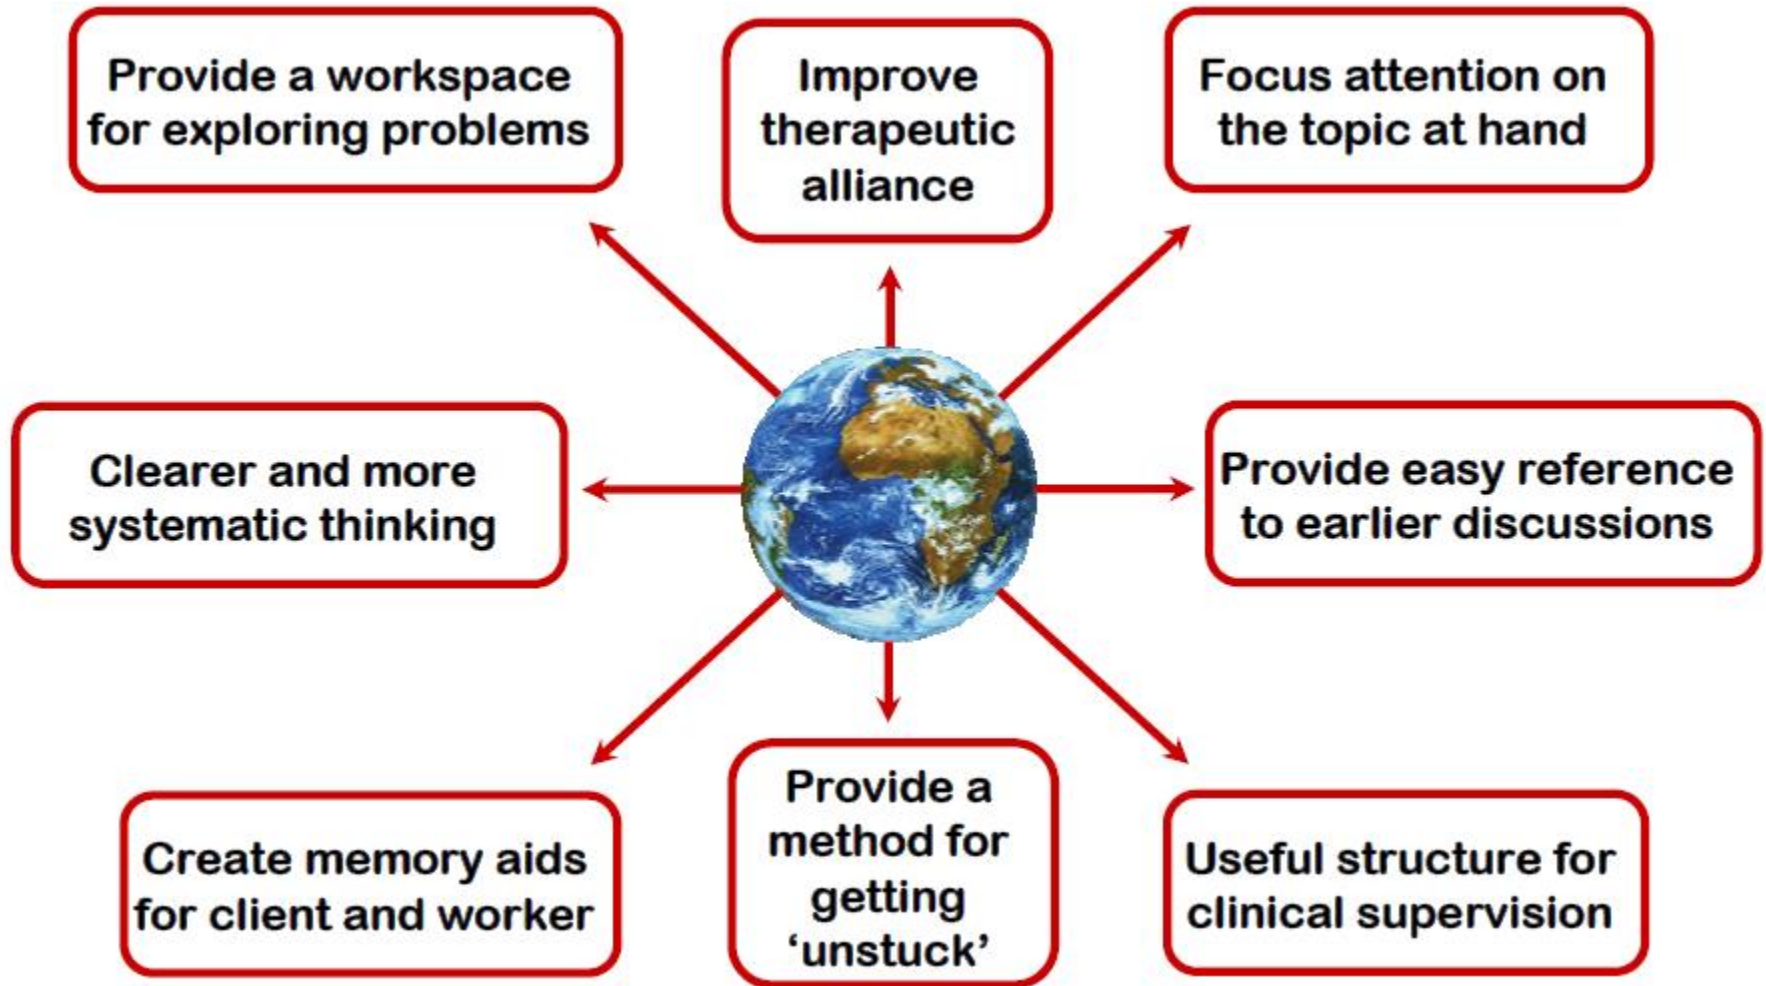 Provide a workspace
for exploring problems
Improve
therapeutic
alliance
Focus attention on
the topic at hand
Clearer and more
systematic thinking
Provide easy reference
to earlier discussions
Create memory aids
for client and worker
Provide a
method for
getting
‘unstuck’
Useful structure for
clinical supervision